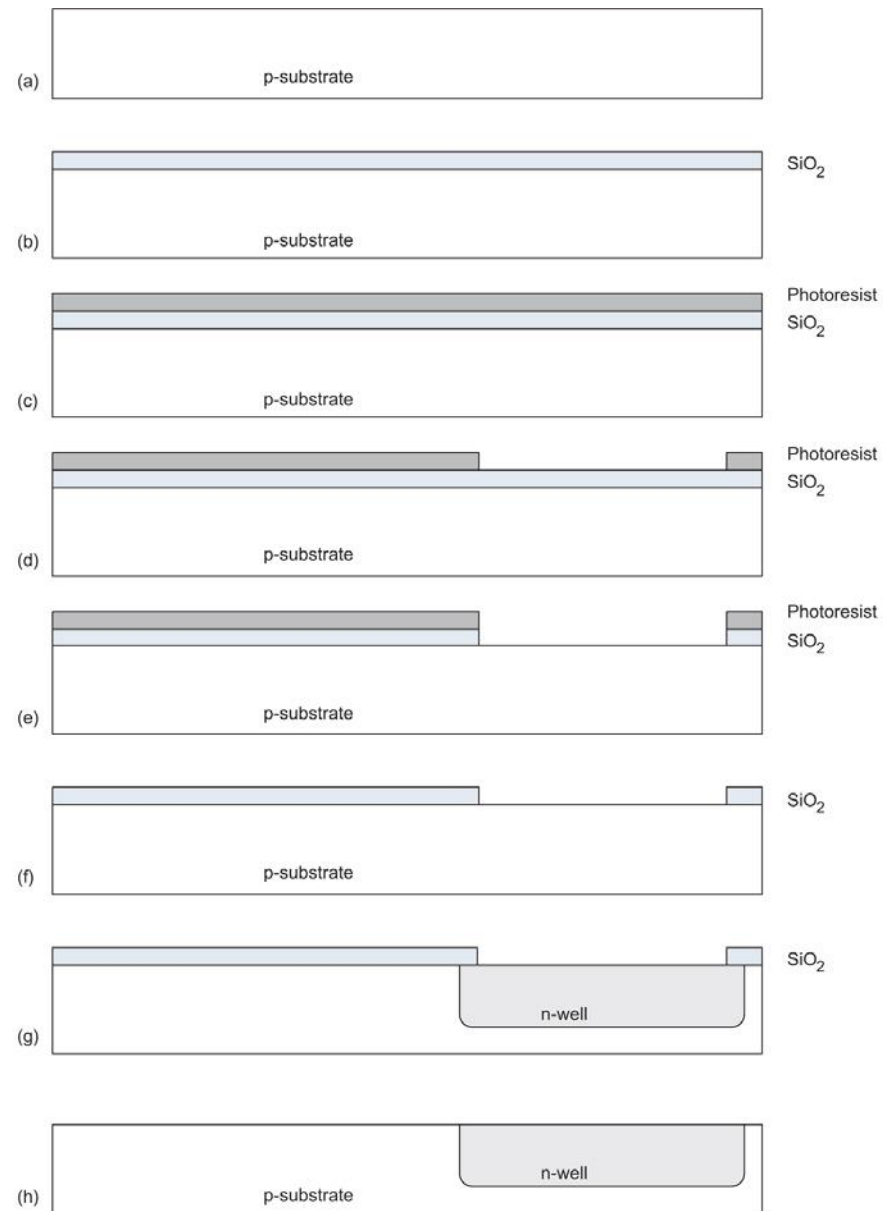 (a)
p-substrate
SiO2
(b)
p-substrate
Photoresist
SiO2
(c)
p-substrate
Photoresist
SiO2
(d)
p-substrate
Photoresist
SiO2
(e)
p-substrate
SiO2
(f)
p-substrate
SiO2
n-well
(g)
n-well
(h)
p-substrate